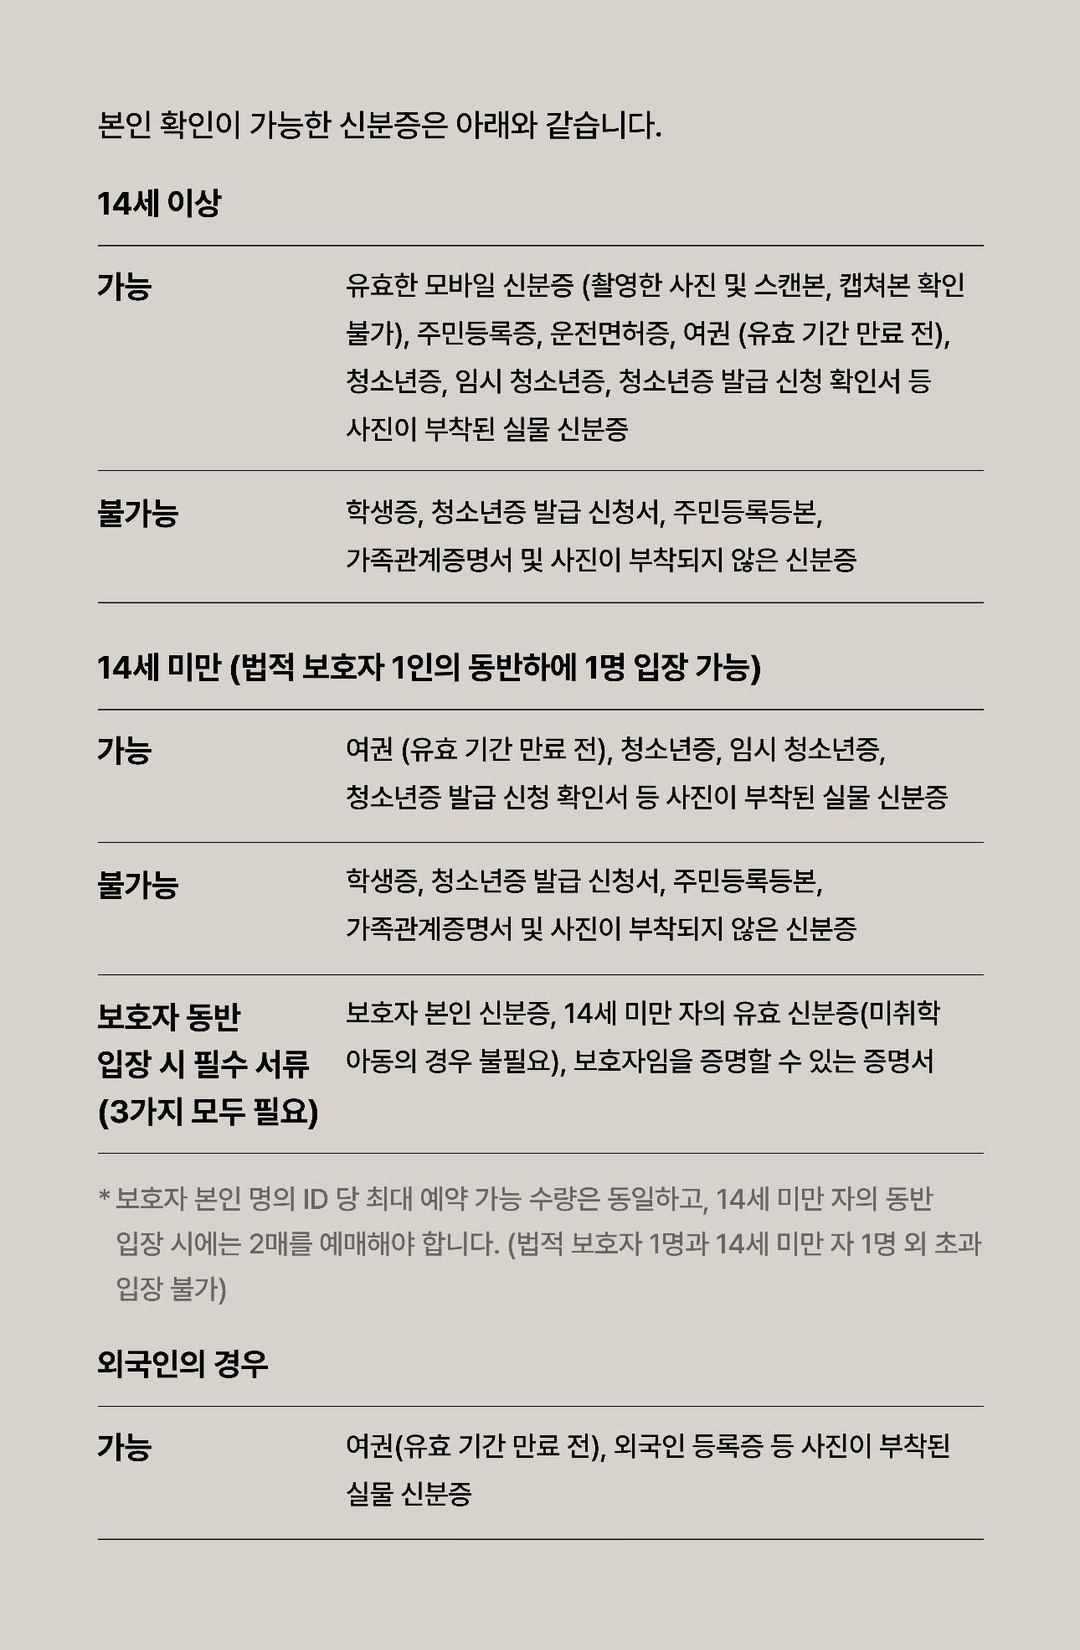 본인 확인이 가능한 신분증은 아래와 같습니다.
14세 이상
가능
유효한 모바일 신분증 (촬영한 사진 및 스캔본, 캡쳐본 확인
불가), 주민등록증, 운전면허증, 여권 (유효 기간 만료 전),
청소년증, 임시 청소년증, 청소년증 발급 신청 확인서 등
사진이 부착된 실물 신분증
불가능
학생증, 청소년증 발급 신청서, 주민등록등본,
가족관계증명서 및 사진이 부착되지 않은 신분증
14세 미만 (법적 보호자 1인의 동반하에 1명 입장 가능)
가능
여권 (유효 기간 만료 전), 청소년증, 임시 청소년증,
청소년증 발급 신청 확인서 등 사진이 부착된 실물 신분증
불가능
학생증, 청소년증 발급 신청서, 주민등록등본,
가족관계증명서 및 사진이 부착되지 않은 신분증
보호자 동반
입장 시 필수 서류
(3가지 모두 필요)
보호자 본인 신분증, 14세 미만 자의 유효 신분증(미취학
아동의 경우 불필요), 보호자임을 증명할 수 있는 증명서
* 보호자 본인 명의 ID 당 최대 예약 가능 수량은 동일하고, 14세 미만 자의 동반
입장 시에는 2매를 예매해야 합니다. (법적 보호자 1명과 14세 미만 자 1명 외 초과
입장 불가)
외국인의 경우
가능
여권(유효 기간 만료 전), 외국인 등록증 등 사진이 부착된
실물 신분증